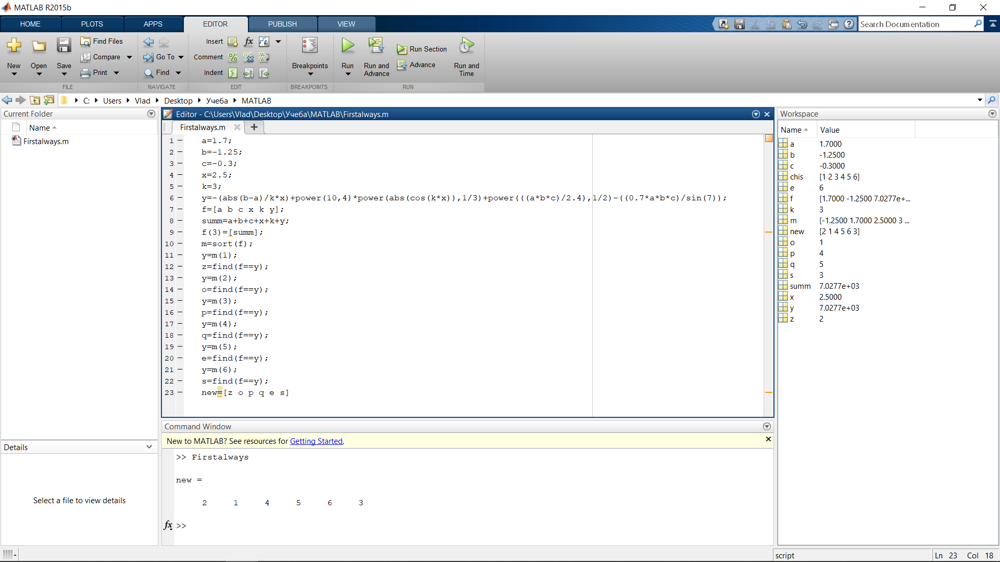 MATLAB R2015b
HOME PLOTS APPS EDITOR PUBLISH VIEW
Search Documentation
New Open Save
Find Files
Compare
Print
FILE
Go To
Find
NAVIGATE
Insert
Comment
Indent
EDIT
Breakpoints
BREAKPOINTS
Run
Run and Advance
Run Section
Advance
Run and Time
RUN
C: Users Vlad Desktop Учеба MATLAB
Current Folder
Name
Firstalways.m
Details
Select a file to view details
Editor - C:\Users\Vlad\Desktop\Учеба\MATLAB\Firstalways.m
Firstalways.m
1 – a=1.7;
2 – b=-1.25;
3 – c=-0.3;
4 – x=2.5;
5 – k=3;
6 – y=-(abs(b-a)/k*x)+power(10,4)*power(abs(cos(k*x)),1/3)+power(((a*b*c)/2.4),1/2)-((0.7*a*b*c)/sin(7));
7 – f=[a b c x k y];
8 – summ=a+b+c+x+k+y;
9 – f(3)=[summ];
10 – m=sort(f);
11 – y=m(1);
12 – z=find(f==y);
13 – y=m(2);
14 – o=find(f==y);
15 – y=m(3);
16 – p=find(f==y);
17 – y=m(4);
18 – q=find(f==y);
19 – y=m(5);
20 – e=find(f==y);
21 – y=m(6);
22 – s=find(f==y);
23 – new=[z o p q e s]
Command Window
New to MATLAB? See resources for Getting Started.
>> Firstalways
new =
2 1 4 5 6 3
fx >>
Workspace
Name Value
a 1.7000
b -1.2500
c -0.3000
chis [1 2 3 4 5 6]
e 6
f [1.7000 -1.2500 7.0277e+...
k 3
m [-1.2500 1.7000 2.5000 3 ...
new [2 1 4 5 6 3]
o 1
p 4
q 5
s 3
summ 7.0277e+03
x 2.5000
y 7.0277e+03
z 2
script
Ln 23 Col 18